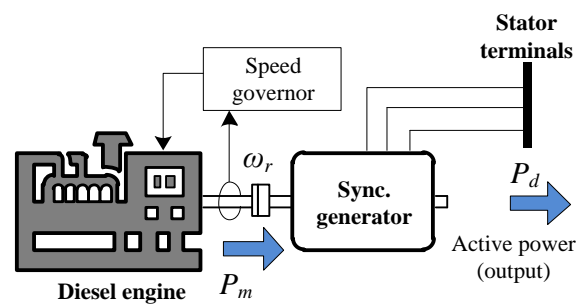 Stator
terminals
Speed
governor
ω_r
Sync.
generator
P_d
Active power
(output)
P_m
Diesel engine